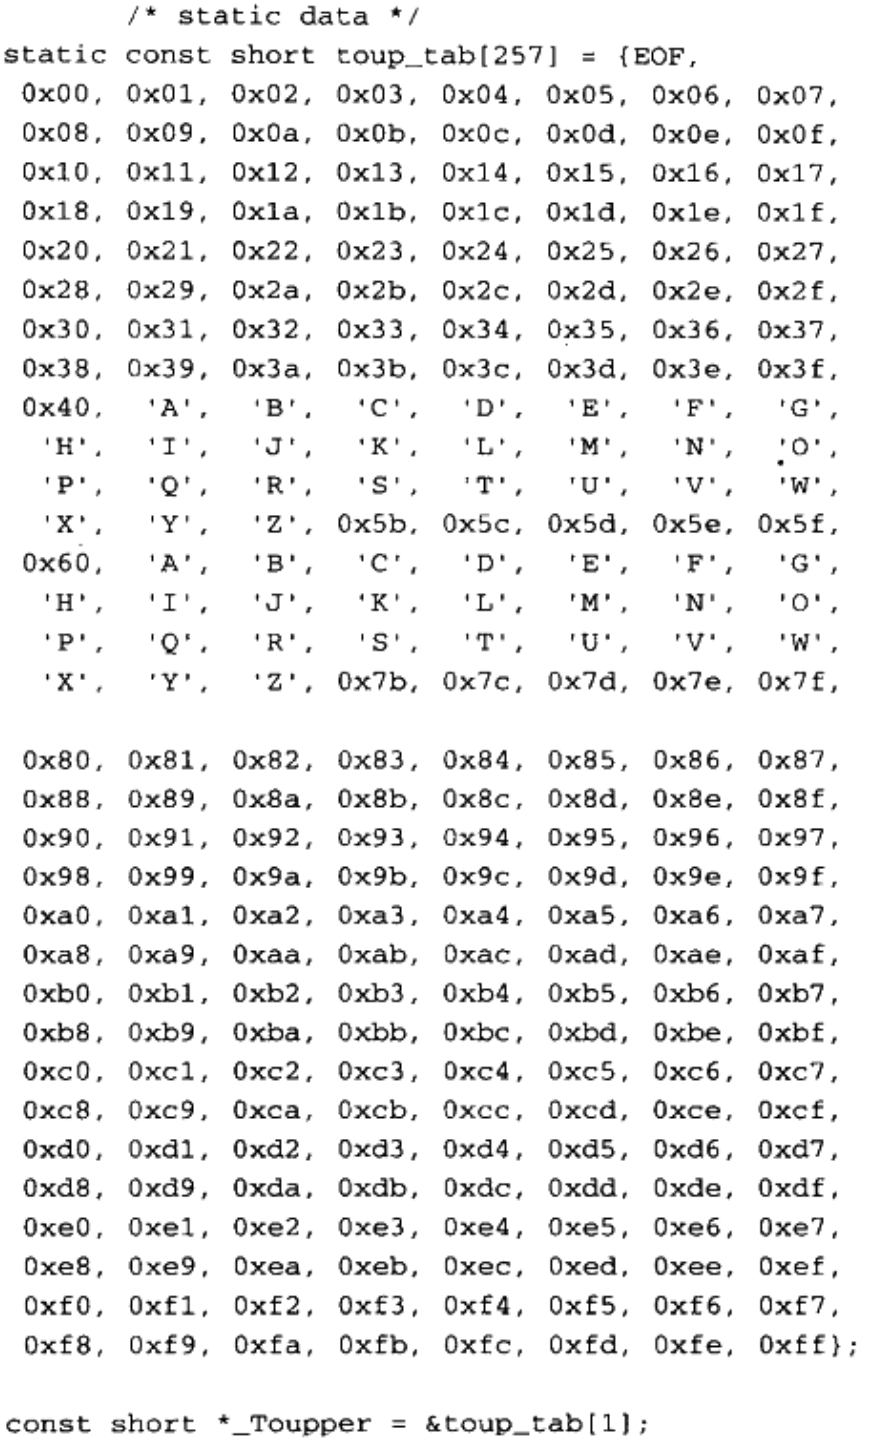 /* static data */
static const short toup_tab[257] = {EOF,
0x00, 0x01, 0x02, 0x03, 0x04, 0x05, 0x06, 0x07,
0x08, 0x09, 0x0a, 0x0b, 0x0c, 0x0d, 0x0e, 0x0f,
0x10, 0x11, 0x12, 0x13, 0x14, 0x15, 0x16, 0x17,
0x18, 0x19, 0x1a, 0x1b, 0x1c, 0x1d, 0x1e, 0x1f,
0x20, 0x21, 0x22, 0x23, 0x24, 0x25, 0x26, 0x27,
0x28, 0x29, 0x2a, 0x2b, 0x2c, 0x2d, 0x2e, 0x2f,
0x30, 0x31, 0x32, 0x33, 0x34, 0x35, 0x36, 0x37,
0x38, 0x39, 0x3a, 0x3b, 0x3c, 0x3d, 0x3e, 0x3f,
0x40, 'A', 'B', 'C', 'D', 'E', 'F', 'G',
'H', 'I', 'J', 'K', 'L', 'M', 'N', 'O',
'P', 'Q', 'R', 'S', 'T', 'U', 'V', 'W',
'X', 'Y', 'Z', 0x5b, 0x5c, 0x5d, 0x5e, 0x5f,
0x60, 'A', 'B', 'C', 'D', 'E', 'F', 'G',
'H', 'I', 'J', 'K', 'L', 'M', 'N', 'O',
'P', 'Q', 'R', 'S', 'T', 'U', 'V', 'W',
'X', 'Y', 'Z', 0x7b, 0x7c, 0x7d, 0x7e, 0x7f,
0x80, 0x81, 0x82, 0x83, 0x84, 0x85, 0x86, 0x87,
0x88, 0x89, 0x8a, 0x8b, 0x8c, 0x8d, 0x8e, 0x8f,
0x90, 0x91, 0x92, 0x93, 0x94, 0x95, 0x96, 0x97,
0x98, 0x99, 0x9a, 0x9b, 0x9c, 0x9d, 0x9e, 0x9f,
0xa0, 0xa1, 0xa2, 0xa3, 0xa4, 0xa5, 0xa6, 0xa7,
0xa8, 0xa9, 0xaa, 0xab, 0xac, 0xad, 0xae, 0xaf,
0xb0, 0xb1, 0xb2, 0xb3, 0xb4, 0xb5, 0xb6, 0xb7,
0xb8, 0xb9, 0xba, 0xbb, 0xbc, 0xbd, 0xbe, 0xbf,
0xc0, 0xc1, 0xc2, 0xc3, 0xc4, 0xc5, 0xc6, 0xc7,
0xc8, 0xc9, 0xca, 0xcb, 0xcc, 0xcd, 0xce, 0xcf,
0xd0, 0xd1, 0xd2, 0xd3, 0xd4, 0xd5, 0xd6, 0xd7,
0xd8, 0xd9, 0xda, 0xdb, 0xdc, 0xdd, 0xde, 0xdf,
0xe0, 0xe1, 0xe2, 0xe3, 0xe4, 0xe5, 0xe6, 0xe7,
0xe8, 0xe9, 0xea, 0xeb, 0xec, 0xed, 0xee, 0xef,
0xf0, 0xf1, 0xf2, 0xf3, 0xf4, 0xf5, 0xf6, 0xf7,
0xf8, 0xf9, 0xfa, 0xfb, 0xfc, 0xfd, 0xfe, 0xff};
const short *_Toupper = &toup_tab[1];